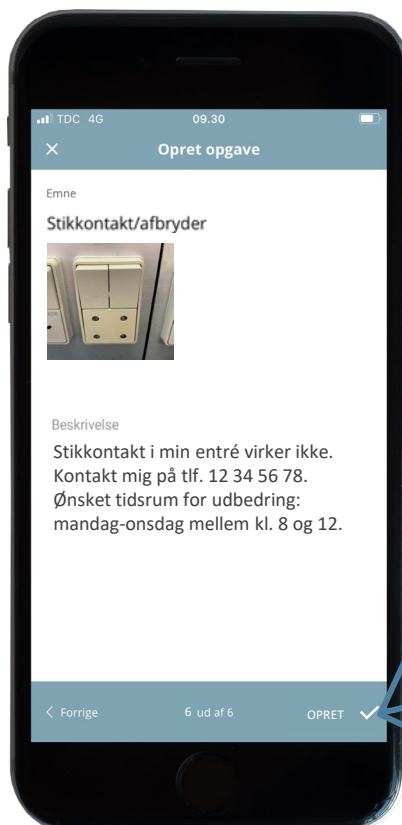 TDC 4G 09.30
Opret opgave
Emne
Stikkontakt/afbryder
Beskrivelse
Stikkontakt i min entré virker ikke.
Kontakt mig på tlf. 12 34 56 78.
Ønsket tidsrum for udbedring:
mandag-onsdag mellem kl. 8 og 12.
Forrige 6 ud af 6 OPRET